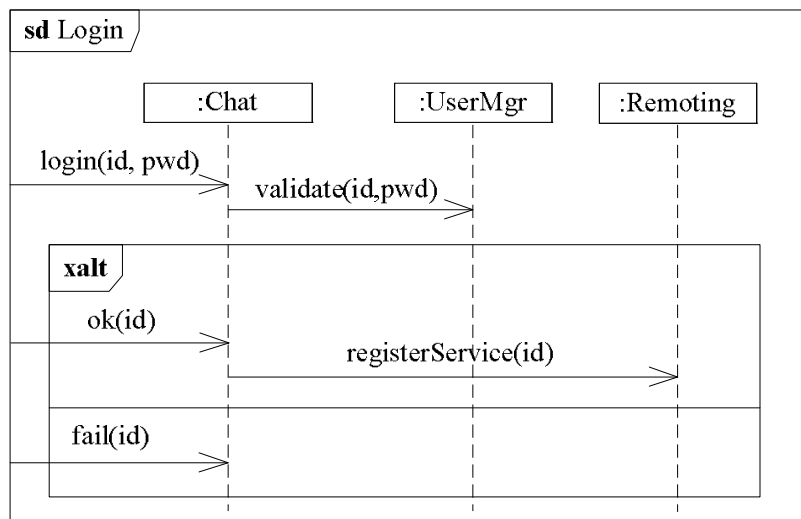 sd Login
:Chat
:UserMgr
:Remoting
login(id, pwd)
validate(id,pwd)
xalt
ok(id)
registerService(id)
fail(id)